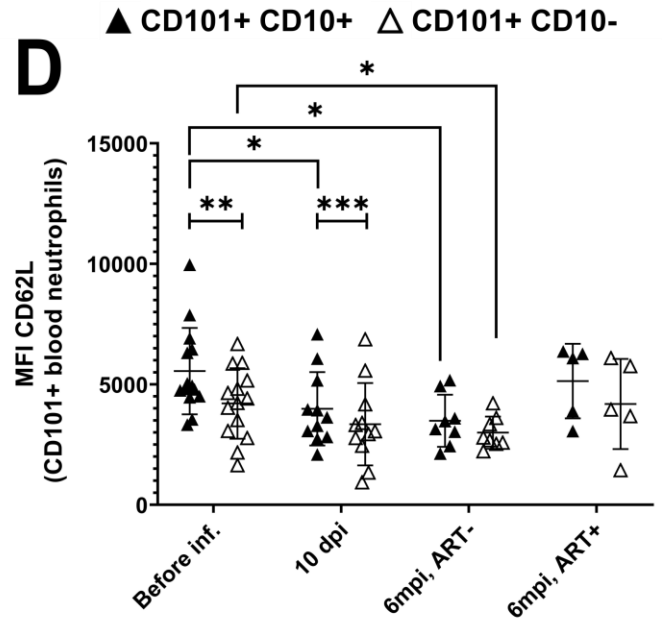 ▲ CD101+ CD10+ △ CD101+ CD10-
D
*
*
*
** ***
15000
10000
5000
0
MFI CD62L
(CD101+ blood neutrophils)
Before inf.
10 dpi
6mpi, ART-
6mpi, ART+